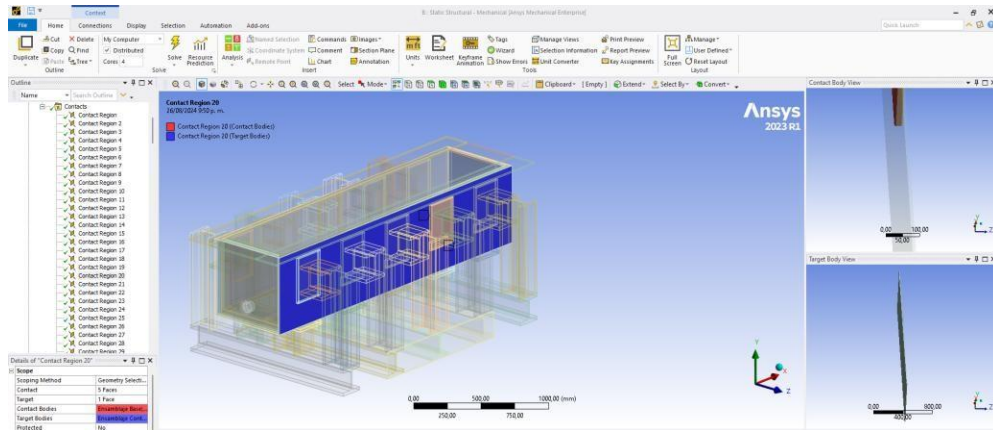 Context
B : Static Structural - Mechanical [Ansys Mechanical Enterprise]
File Home Connections Display Selection Automation Add-ons
Quick Launch
Duplicate
Cut
Delete
Copy
Find
Paste
Tree
Outline
My Computer
Distributed
Cores 4
Solve
Resource Prediction
Solve
Analysis
Named Selection
Coordinate System
Remote Point
Commands
Comment
Chart
Images
Section Plane
Annotation
Insert
Units
Worksheet
Keyframe Animation
Tags
Wizard
Show Errors
Manage Views
Selection Information
Unit Converter
Print Preview
Report Preview
Key Assignments
Tools
Full Screen
Manage
User Defined
Reset Layout
Layout
Outline
Name
Search Outline
Select Mode
Clipboard [ Empty ] Extend Select By Convert
Contacts
Contact Region
Contact Region 2
Contact Region 3
Contact Region 4
Contact Region 5
Contact Region 6
Contact Region 7
Contact Region 8
Contact Region 9
Contact Region 10
Contact Region 11
Contact Region 12
Contact Region 13
Contact Region 14
Contact Region 15
Contact Region 16
Contact Region 17
Contact Region 18
Contact Region 19
Contact Region 20
Contact Region 21
Contact Region 22
Contact Region 23
Contact Region 24
Contact Region 25
Contact Region 26
Contact Region 27
Contact Region 28
Contact Region 29
Details of "Contact Region 20"
Scope
Scoping Method Geometry Selecti...
Contact 5 Faces
Target 1 Face
Contact Bodies Ensamblaje Base...
Target Bodies Ensamblaje Conti...
Protected No
Contact Region 20
26/08/2024 9:50 p. m.
Contact Region 20 (Contact Bodies)
Contact Region 20 (Target Bodies)
Ansys
2023 R1
0,00 500,00 1000,00 (mm)
250,00 750,00
Y
X
Z
Contact Body View
0,00 100,00
50,00
Y
Z
Target Body View
0,00 800,00
400,00
Y
Z